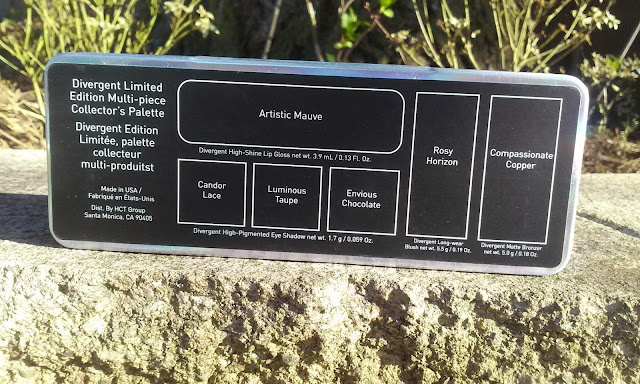 Divergent Limited
Edition Multi-piece
Collector's Palette
Divergent Edition
Limitée, palette
collecteur
multi-produitst
Made in USA /
Fabriqué en États-Unis
Dist. By HCT Group
Santa Monica, CA 90405
Artistic Mauve
Divergent High-Shine Lip Gloss net wt. 3.9 mL / 0.13 Fl. Oz.
Candor
Lace
Luminous
Taupe
Envious
Chocolate
Divergent High-Pigmented Eye Shadow net wt. 1.7 g / 0.059 Oz.
Rosy
Horizon
Divergent Long-wear
Blush net wt. 5.5 g / 0.19 Oz.
Compassionate
Copper
Divergent Matte Bronzer
net wt. 5.0 g / 0.18 Oz.